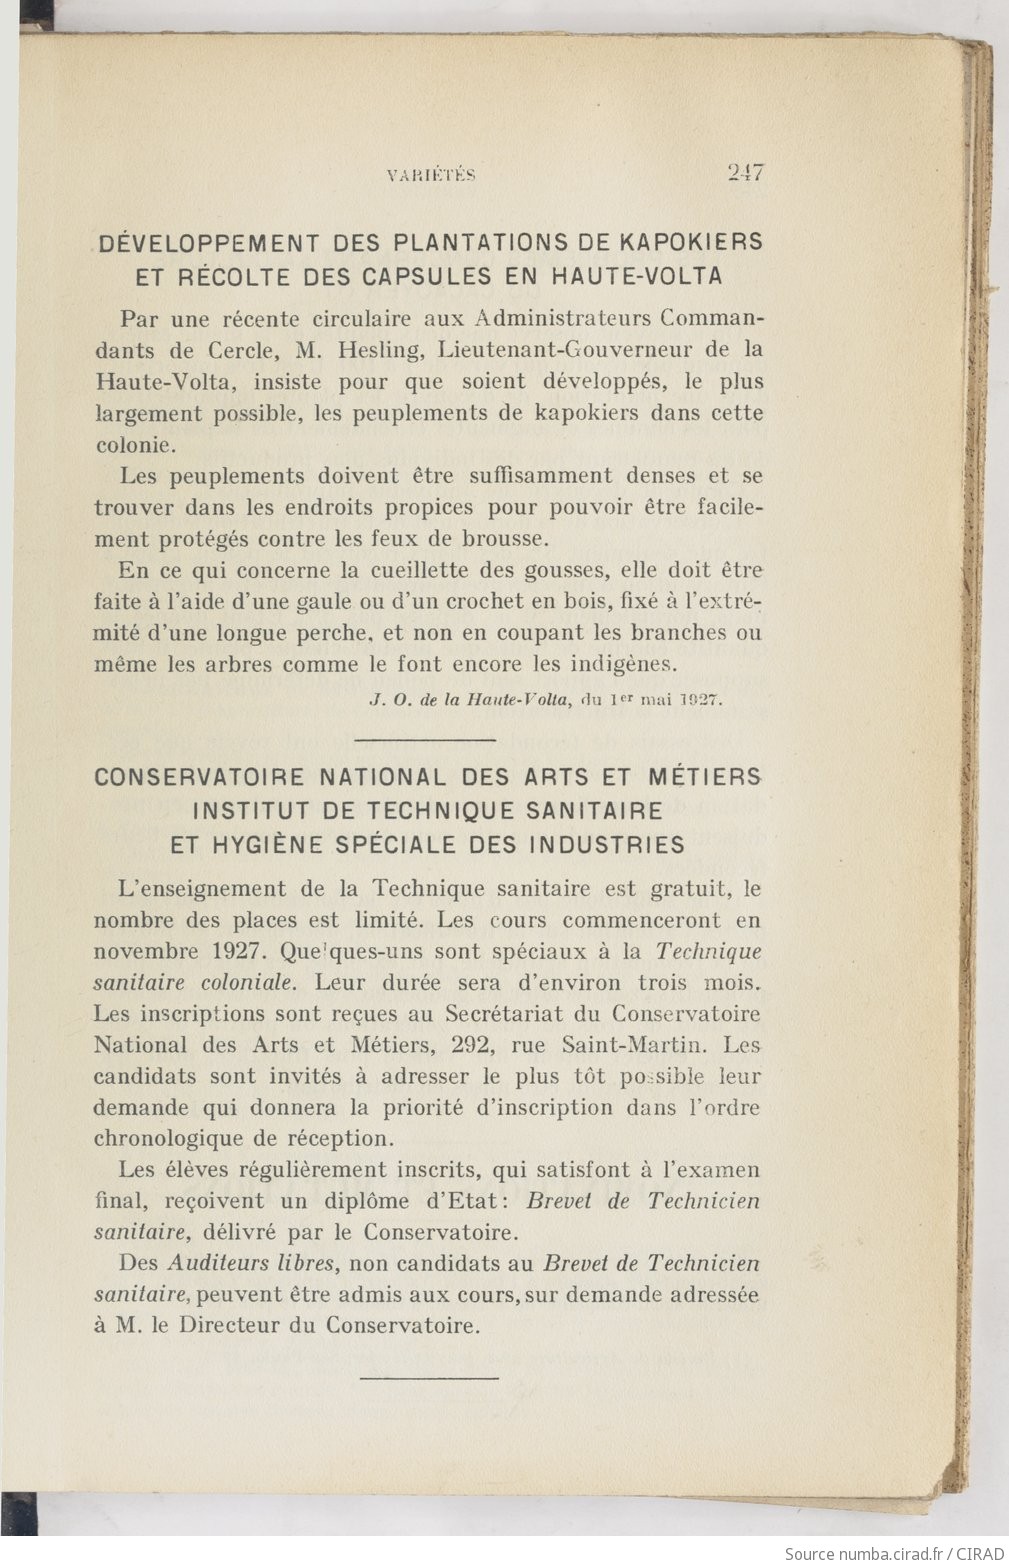 VARIÉTÉS 247
DÉVELOPPEMENT DES PLANTATIONS DE KAPOKIERS
ET RÉCOLTE DES CAPSULES EN HAUTE-VOLTA
Par une récente circulaire aux Administrateurs Comman-
dants de Cercle, M. Hesling, Lieutenant-Gouverneur de la
Haute-Volta, insiste pour que soient développés, le plus
largement possible, les peuplements de kapokiers dans cette
colonie.
Les peuplements doivent être suffisamment denses et se
trouver dans les endroits propices pour pouvoir être facile-
ment protégés contre les feux de brousse.
En ce qui concerne la cueillette des gousses, elle doit être
faite à l'aide d'une gaule ou d'un crochet en bois, fixé à l'extré-
mité d'une longue perche, et non en coupant les branches ou
même les arbres comme le font encore les indigènes.
J. O. de la Haute-Volta, du 1er mai 1927.
CONSERVATOIRE NATIONAL DES ARTS ET MÉTIERS
INSTITUT DE TECHNIQUE SANITAIRE
ET HYGIÈNE SPÉCIALE DES INDUSTRIES
L'enseignement de la Technique sanitaire est gratuit, le
nombre des places est limité. Les cours commenceront en
novembre 1927. Quelques-uns sont spéciaux à la Technique
sanitaire coloniale. Leur durée sera d'environ trois mois.
Les inscriptions sont reçues au Secrétariat du Conservatoire
National des Arts et Métiers, 292, rue Saint-Martin. Les
candidats sont invités à adresser le plus tôt possible leur
demande qui donnera la priorité d'inscription dans l'ordre
chronologique de réception.
Les élèves régulièrement inscrits, qui satisfont à l'examen
final, reçoivent un diplôme d'Etat : Brevet de Technicien
sanitaire, délivré par le Conservatoire.
Des Auditeurs libres, non candidats au Brevet de Technicien
sanitaire, peuvent être admis aux cours, sur demande adressée
à M. le Directeur du Conservatoire.
Source numba.cirad.fr / CIRAD